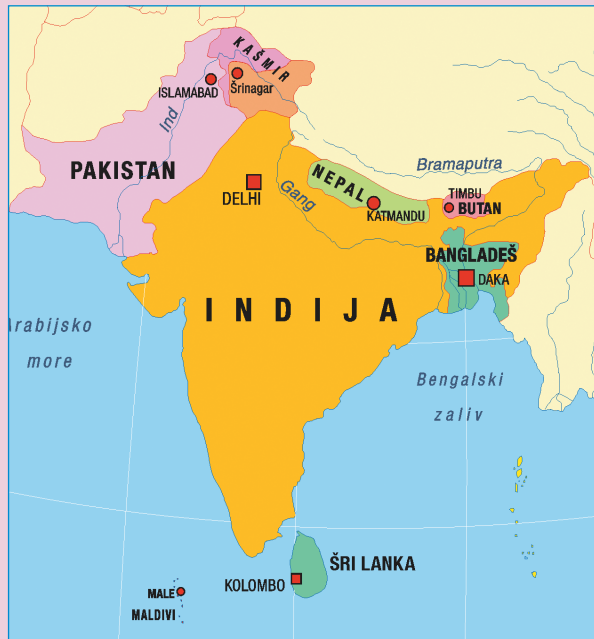 KAŠMIR
ISLAMABAD
Šrinagar
Ind
PAKISTAN
DELHI
Gang
NEPAL
KATMANDU
Bramaputra
TIMBU
BUTAN
BANGLADEŠ
DAKA
INDIJA
Arabijsko
more
Bengalski
zaliv
ŠRI LANKA
KOLOMBO
MALE
MALDIVI